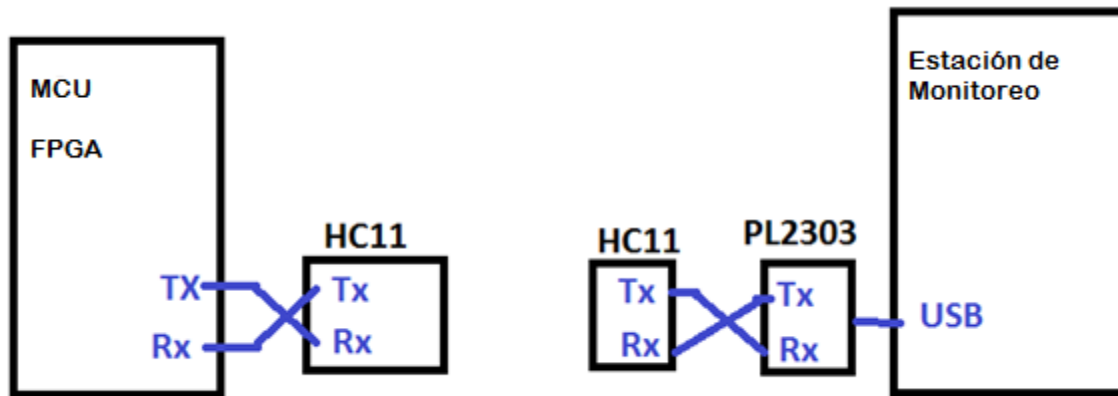 MCU
FPGA
TX
Rx
HC11
Tx
Rx
HC11
Tx
Rx
PL2303
Tx
Rx
Estación de
Monitoreo
USB